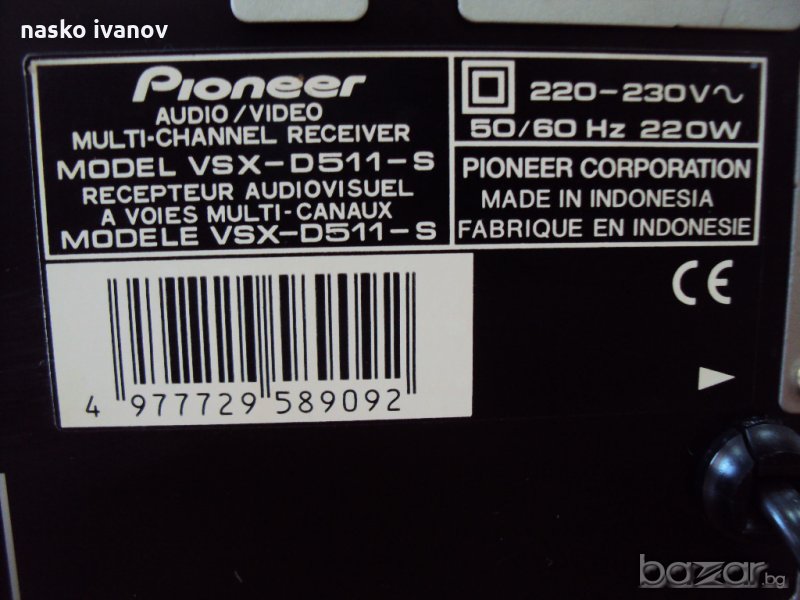 nasko ivanov
Pioneer
AUDIO/VIDEO
MULTI-CHANNEL RECEIVER
MODEL VSX-D511-S
RECEPTEUR AUDIOVISUEL
A VOIES MULTI-CANAUX
MODELE VSX-D511-S
220-230V~
50/60 Hz 220W
PIONEER CORPORATION
MADE IN INDONESIA
FABRIQUE EN INDONESIE
CE
4 977729 589092
bazar.bg